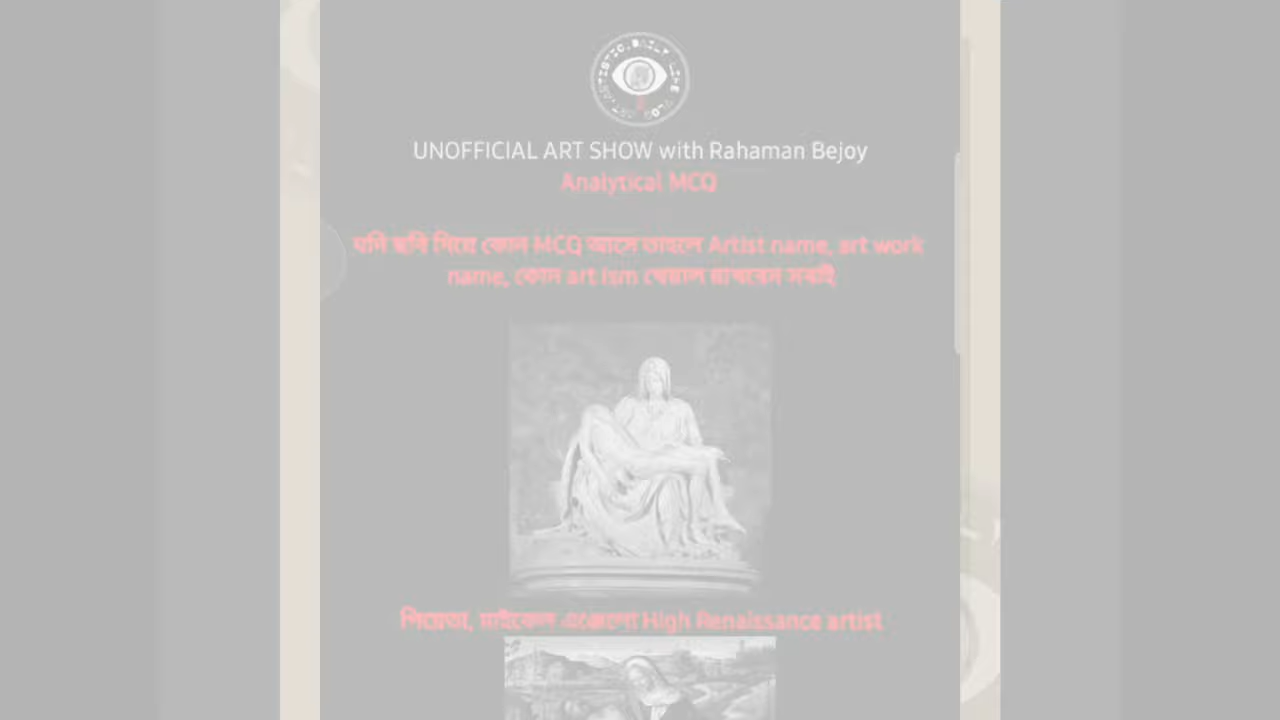 UNOFFICIAL ART SHOW with Rahaman Bejoy
Analytical MCQ
যদি ছবি দিয়ে কোন MCQ আসে তাহলে Artist name, art work
name, কোন art ism খেয়াল রাখবেন সবাই
পিয়েতা, মাইকেল এঞ্জেলো High Renaissance artist